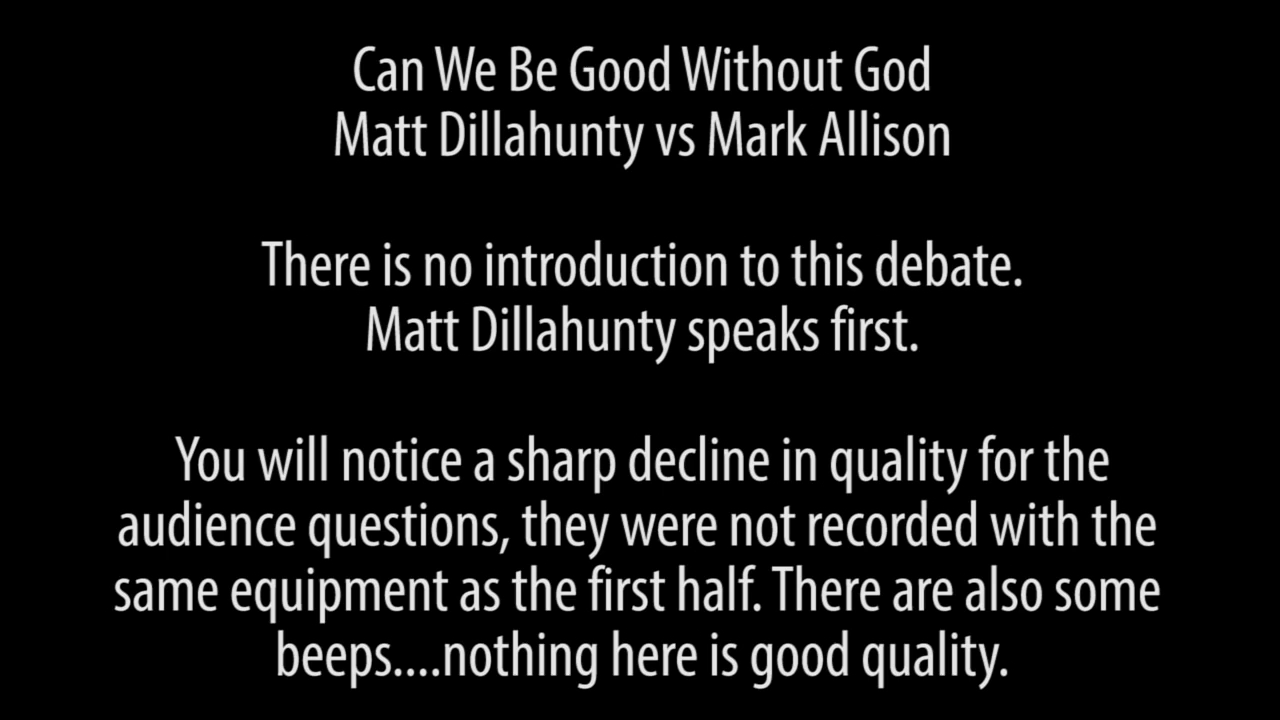 Can We Be Good Without God
Matt Dillahunty vs Mark Allison
There is no introduction to this debate.
Matt Dillahunty speaks first.
You will notice a sharp decline in quality for the
audience questions, they were not recorded with the
same equipment as the first half. There are also some
beeps....nothing here is good quality.